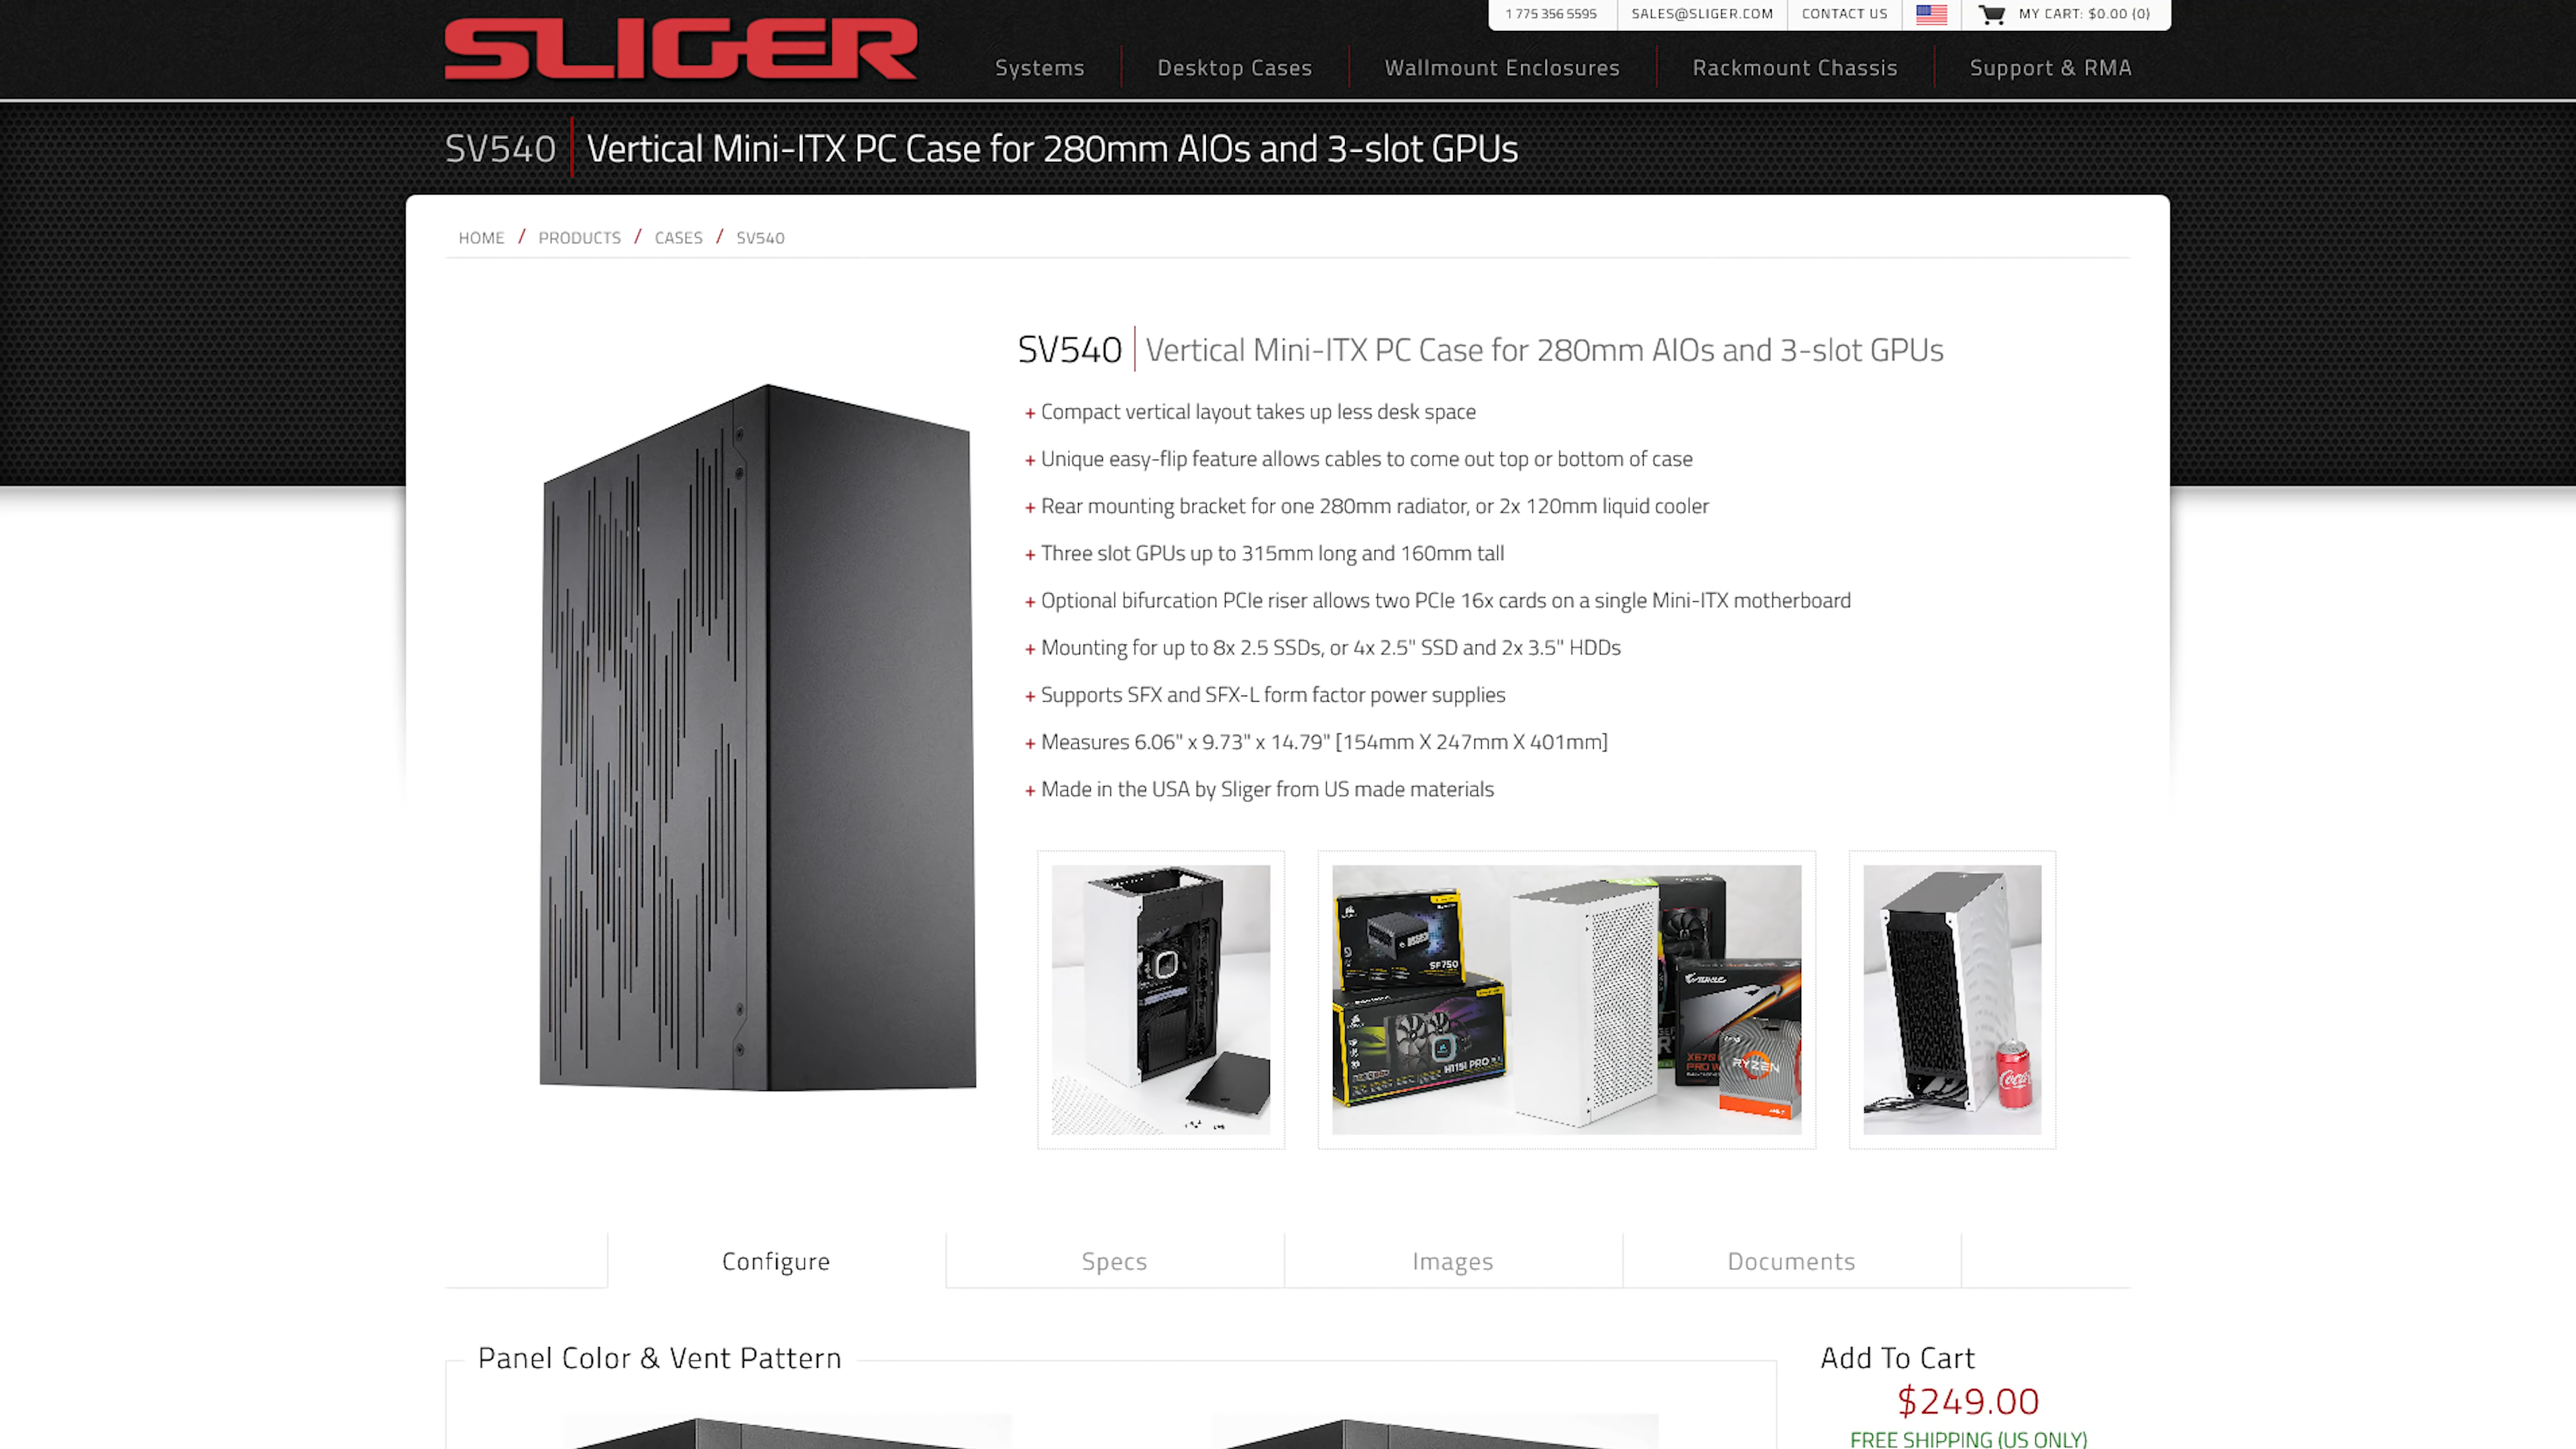 1 775 356 5595 SALES@SLIGER.COM CONTACT US MY CART: $0.00 (0)
SLIGER
Systems Desktop Cases Wallmount Enclosures Rackmount Chassis Support & RMA
SV540 Vertical Mini-ITX PC Case for 280mm AIOs and 3-slot GPUs
HOME / PRODUCTS / CASES / SV540
SV540 Vertical Mini-ITX PC Case for 280mm AIOs and 3-slot GPUs
+ Compact vertical layout takes up less desk space
+ Unique easy-flip feature allows cables to come out top or bottom of case
+ Rear mounting bracket for one 280mm radiator, or 2x 120mm liquid cooler
+ Three slot GPUs up to 315mm long and 160mm tall
+ Optional bifurcation PCIe riser allows two PCIe 16x cards on a single Mini-ITX motherboard
+ Mounting for up to 8x 2.5 SSDs, or 4x 2.5" SSD and 2x 3.5" HDDs
+ Supports SFX and SFX-L form factor power supplies
+ Measures 6.06" x 9.73" x 14.79" [154mm X 247mm X 401mm]
+ Made in the USA by Sliger from US made materials
SF750
H115i PRO
RYZEN
Configure Specs Images Documents
Panel Color & Vent Pattern
Add To Cart
$249.00
FREE SHIPPING (US ONLY)